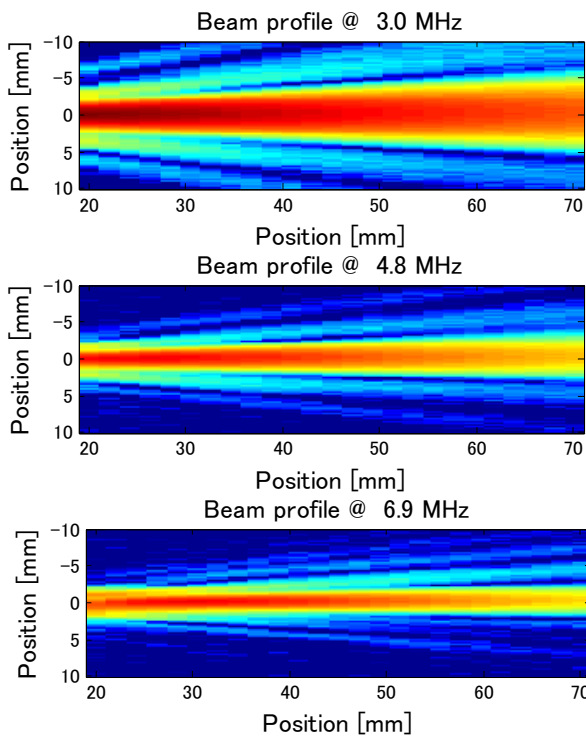 Beam profile @ 3.0 MHz
-10
-5
0
5
10
Position [mm]
20 30 40 50 60 70
Position [mm]
Beam profile @ 4.8 MHz
-10
-5
0
5
10
Position [mm]
20 30 40 50 60 70
Position [mm]
Beam profile @ 6.9 MHz
-10
-5
0
5
10
Position [mm]
20 30 40 50 60 70
Position [mm]